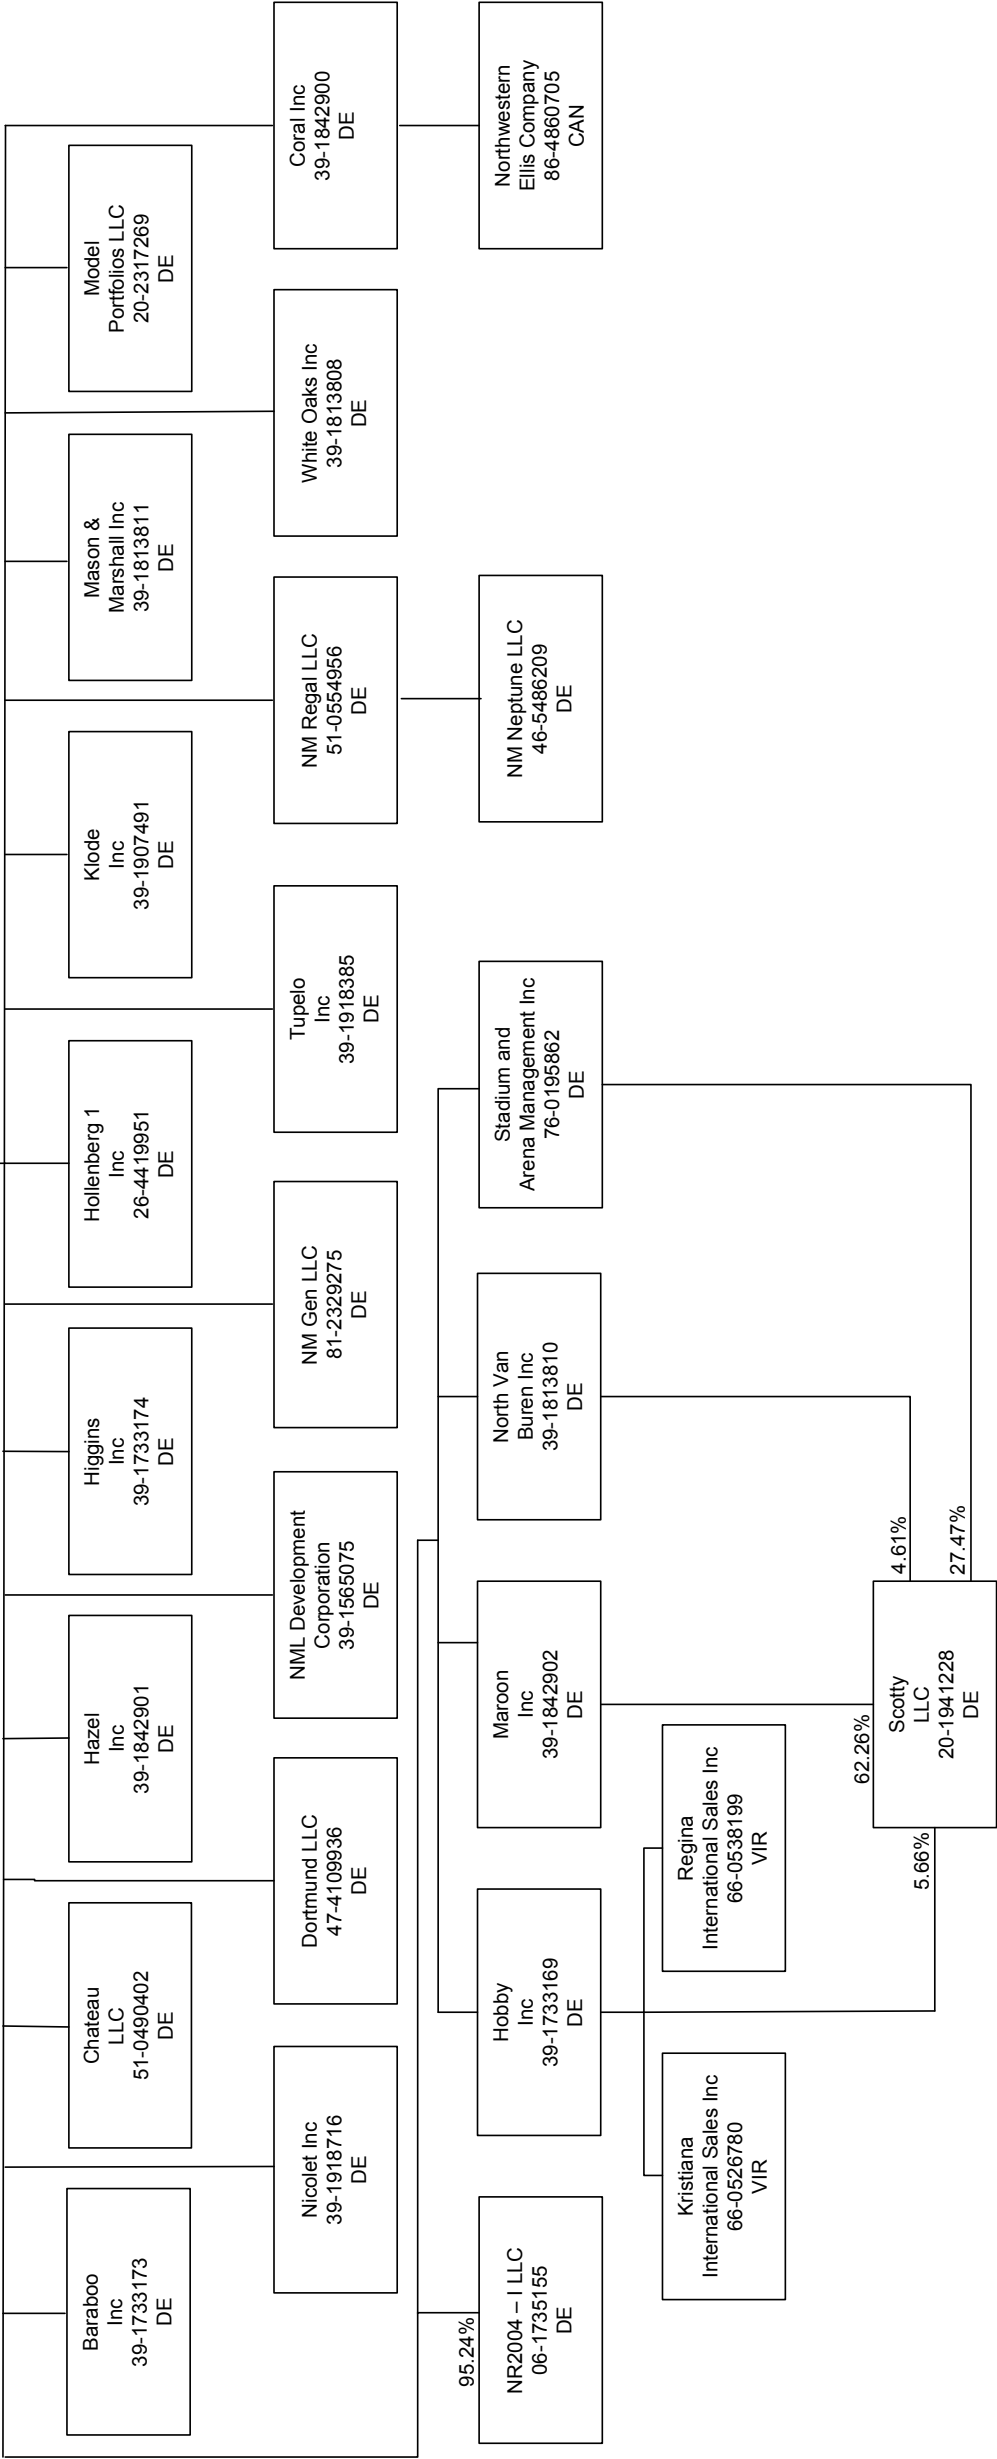 Baraboo
Inc
39-1733173
DE
Chateau
LLC
51-0490402
DE
Hazel
Inc
39-1842901
DE
Higgins
Inc
39-1733174
DE
Hollenberg 1
Inc
26-4419951
DE
Klode
Inc
39-1907491
DE
Mason &
Marshall Inc
39-1813811
DE
Model
Portfolios LLC
20-2317269
DE
Nicolet Inc
39-1918716
DE
Dortmund LLC
47-4109936
DE
NML Development
Corporation
39-1565075
DE
NM Gen LLC
81-2329275
DE
Tupelo
Inc
39-1918385
DE
NM Regal LLC
51-0554956
DE
White Oaks Inc
39-1813808
DE
Coral Inc
39-1842900
DE
95.24%
NR2004 – I LLC
06-1735155
DE
Hobby
Inc
39-1733169
DE
Maroon
Inc
39-1842902
DE
North Van
Buren Inc
39-1813810
DE
Stadium and
Arena Management Inc
76-0195862
DE
NM Neptune LLC
46-5486209
DE
Northwestern
Ellis Company
86-4860705
CAN
Kristiana
International Sales Inc
66-0526780
VIR
Regina
International Sales Inc
66-0538199
VIR
62.26%
5.66%
4.61%
27.47%
Scotty
LLC
20-1941228
DE